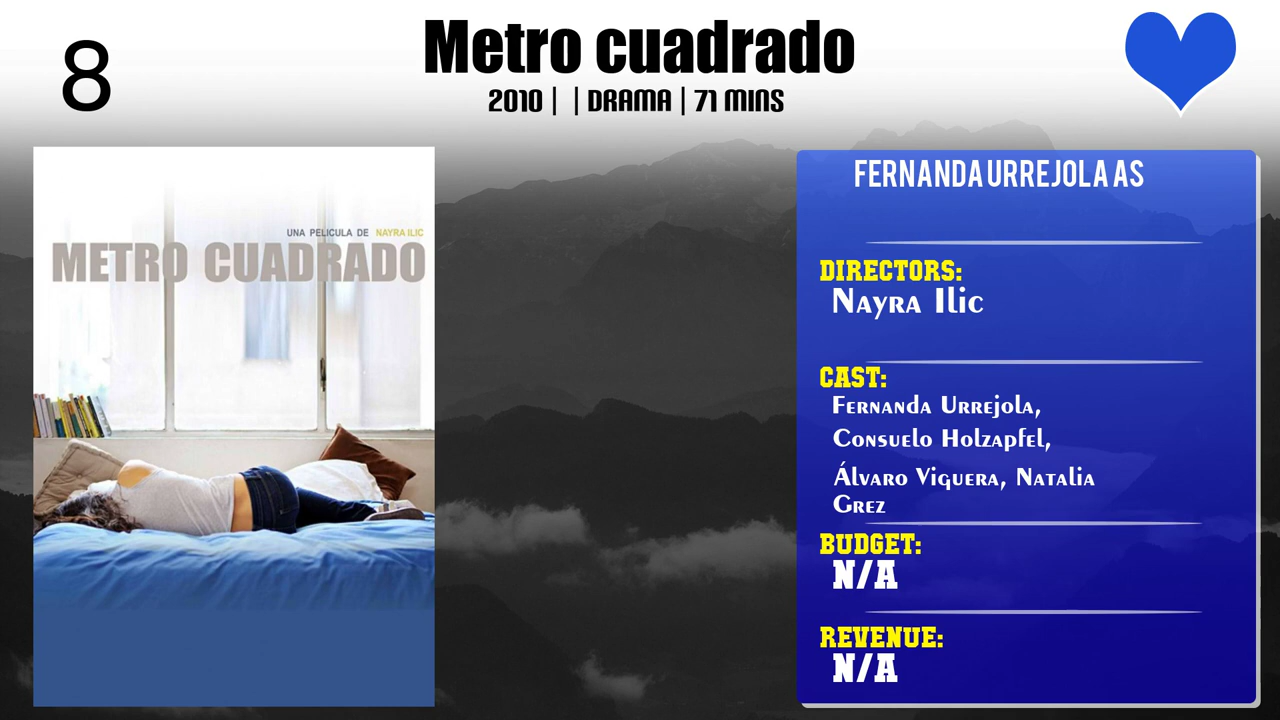 8
Metro cuadrado
2010 | | DRAMA | 71 MINS
UNA PELICULA DE NAYRA ILIC
METRO CUADRADO
FERNANDA URREJOLA AS
DIRECTORS:
Nayra Ilic
CAST:
Fernanda Urrejola,
Consuelo Holzapfel,
Álvaro Viguera, Natalia
Grez
BUDGET:
N/A
REVENUE:
N/A